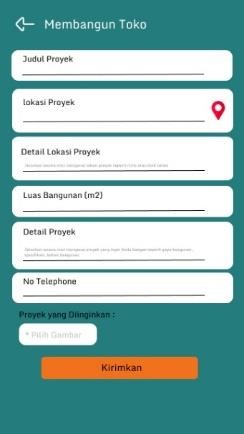 Membangun Toko
Judul Proyek
lokasi Proyek
Detail Lokasi Proyek
Luas Bangunan (m2)
Detail Proyek
No Telephone
Proyek yang DIinginkan :
* Pilih Gambar
Kirimkan